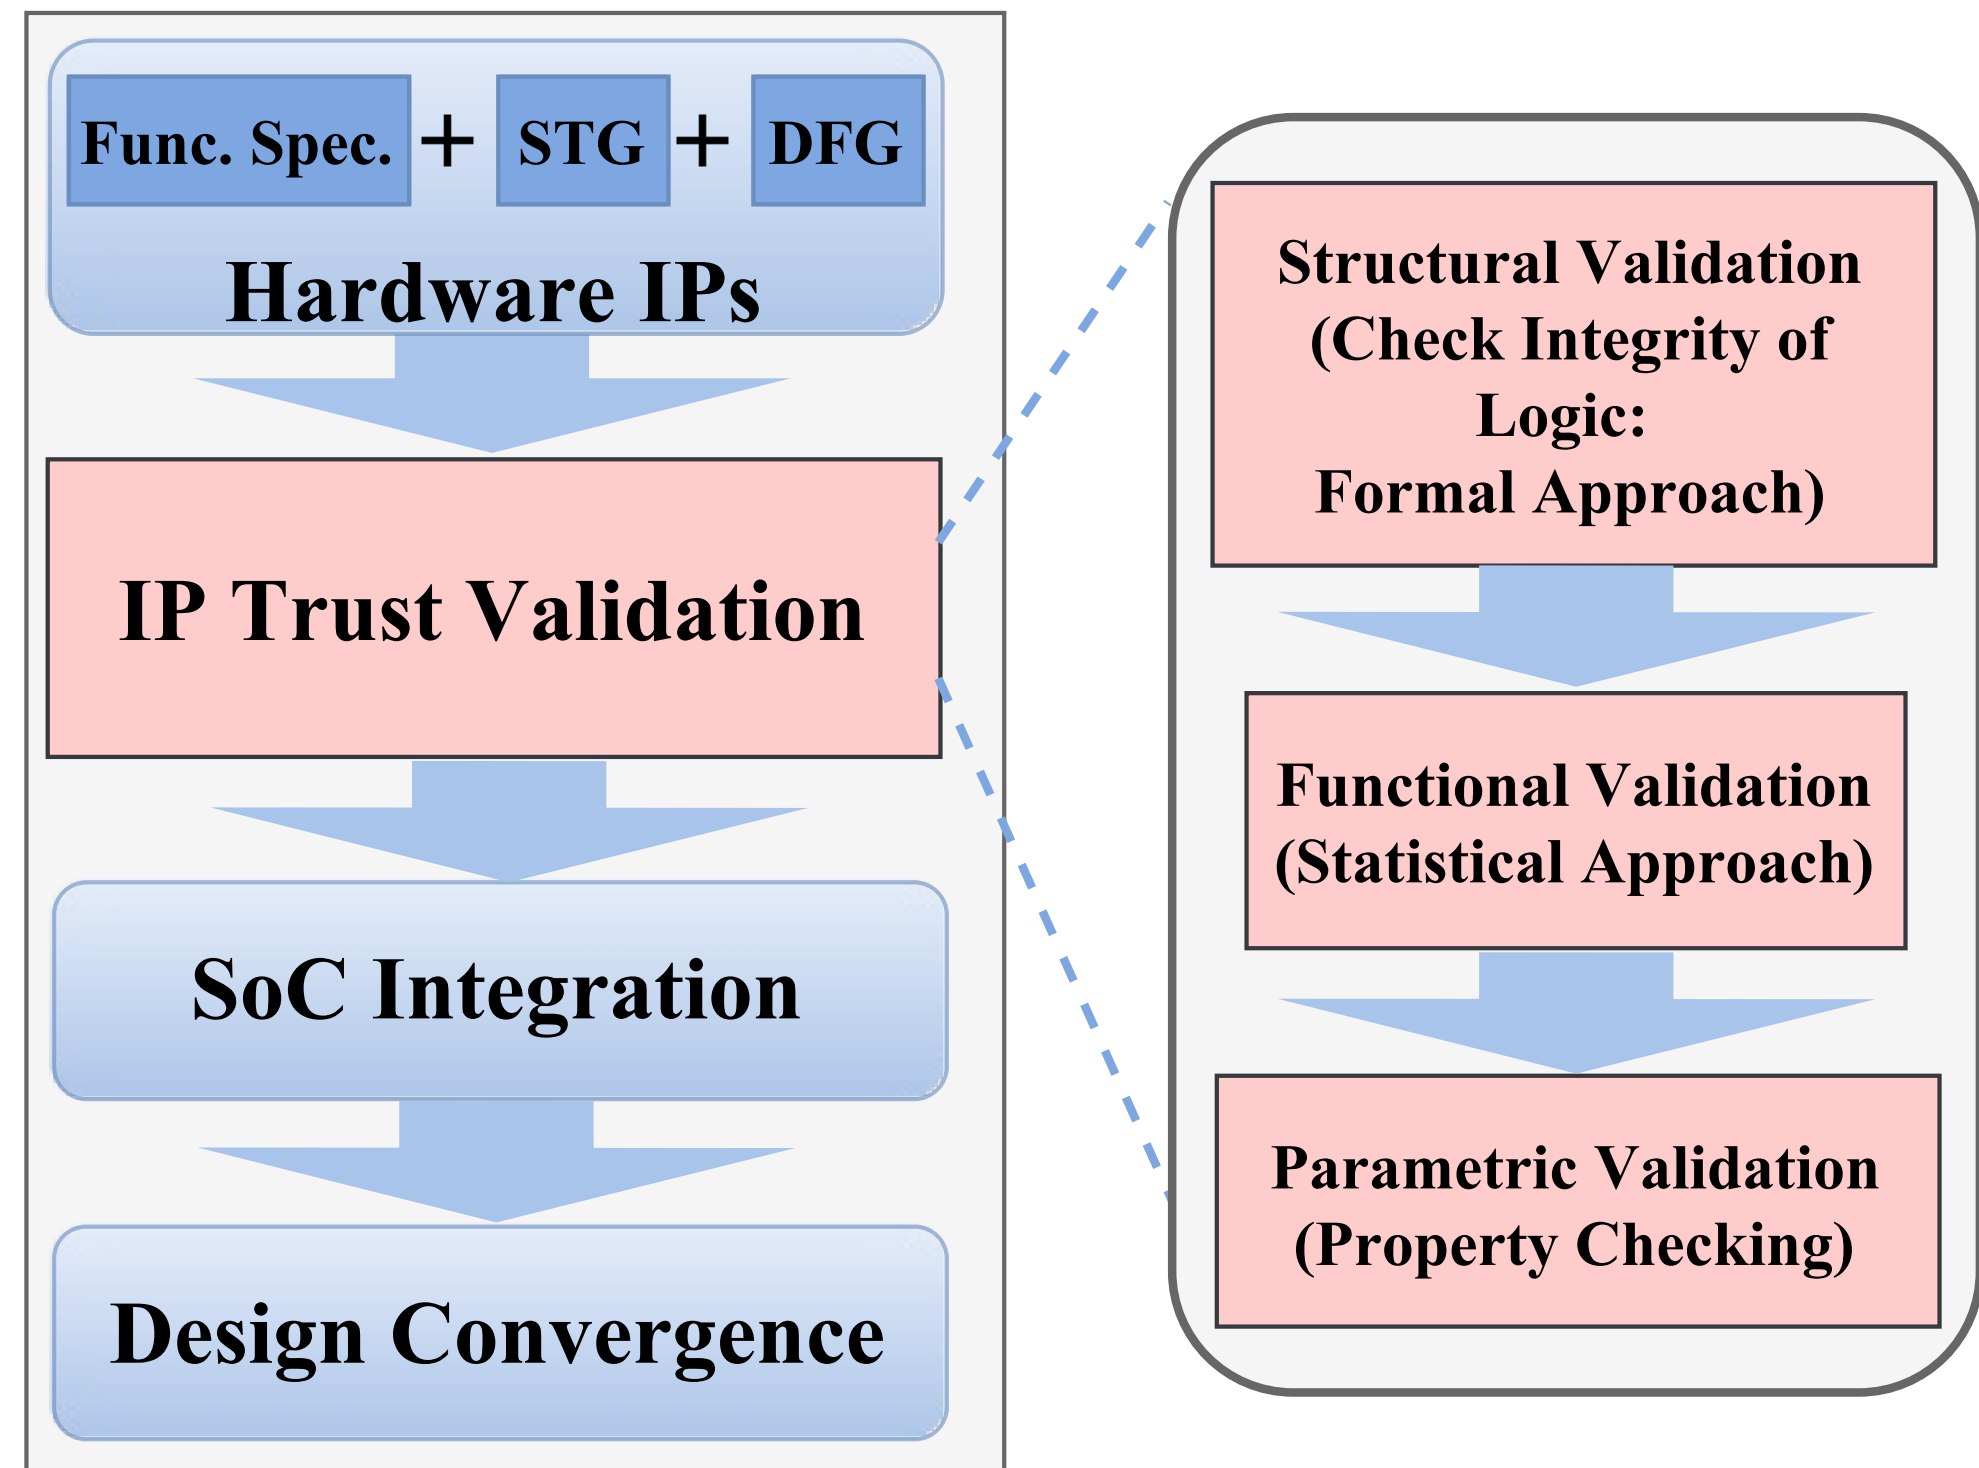 Func. Spec. + STG + DFG
Hardware IPs
IP Trust Validation
SoC Integration
Design Convergence
Structural Validation
(Check Integrity of
Logic:
Formal Approach)
Functional Validation
(Statistical Approach)
Parametric Validation
(Property Checking)